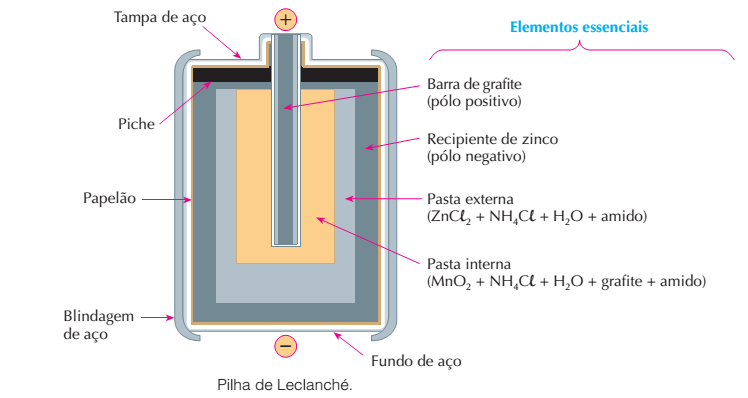 Tampa de aço
+
Elementos essenciais
Barra de grafite
(pólo positivo)
Piche
Recipiente de zinco
(pólo negativo)
Papelão
Pasta externa
(ZnCℓ₂ + NH₄Cℓ + H₂O + amido)
Pasta interna
(MnO₂ + NH₄Cℓ + H₂O + grafite + amido)
Blindagem
de aço
−
Fundo de aço
Pilha de Leclanché.